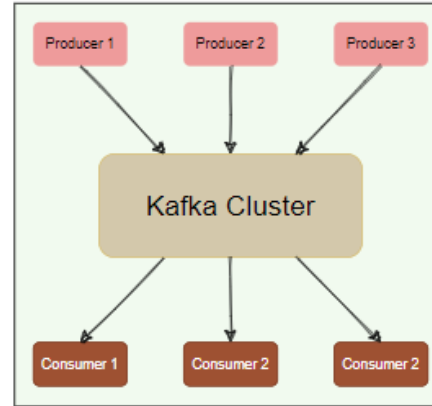 Producer 1
Producer 2
Producer 3
Kafka Cluster
Consumer 1
Consumer 2
Consumer 2